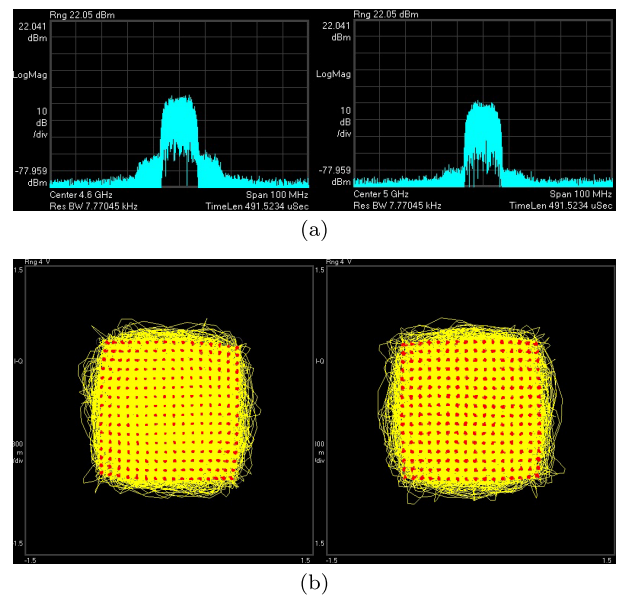 Rng 22.05 dBm
22.041
dBm
LogMag
10
dB
/div
-77.959
dBm
Center 4.6 GHz Span 100 MHz
Res BW 7.77045 kHz TimeLen 491.5234 uSec
Rng 22.05 dBm
22.041
dBm
LogMag
10
dB
/div
-77.959
dBm
Center 5 GHz Span 100 MHz
Res BW 7.77045 kHz TimeLen 491.5234 uSec
(a)
Rng 4 V
1.5
I-Q
300
m
/div
1.5
-1.5 1.5
Rng 4 V
1.5
I-Q
300
m
/div
1.5
-1.5 1.5
(b)